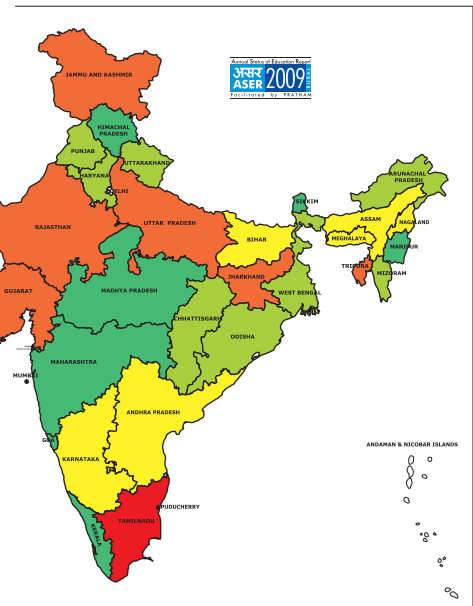 Annual Status of Education Report
असर
ASER
2009
RURAL
Facilitated by PRATHAM
JAMMU AND KASHMIR
HIMACHAL
PRADESH
PUNJAB
UTTARAKHAND
HARYANA
DELHI
ARUNACHAL
PRADESH
SIKKIM
RAJASTHAN
UTTAR PRADESH
ASSAM
NAGALAND
BIHAR
MEGHALAYA
MANIPUR
TRIPURA
MIZORAM
GUJARAT
MADHYA PRADESH
JHARKHAND
WEST BENGAL
CHHATTISGARH
ODISHA
MAHARASHTRA
MUMBAI
ANDHRA PRADESH
GOA
ANDAMAN & NICOBAR ISLANDS
KARNATAKA
PUDUCHERRY
TAMILNADU
KERALA